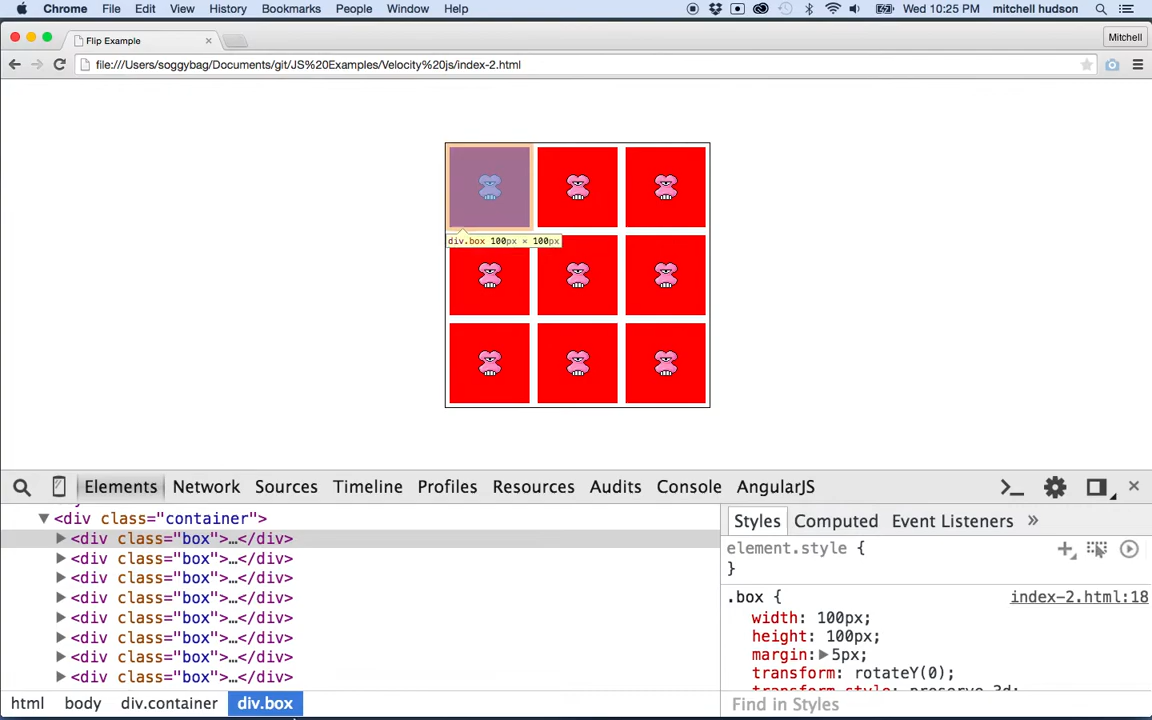 Chrome File Edit View History Bookmarks People Window Help Wed 10:25 PM mitchell hudson
Flip Example × Mitchell
file:///Users/soggybag/Documents/git/JS%20Examples/Velocity%20js/index-2.html
div.box 100px × 100px
Elements Network Sources Timeline Profiles Resources Audits Console AngularJS
<div class="container">
<div class="box">…</div>
<div class="box">…</div>
<div class="box">…</div>
<div class="box">…</div>
<div class="box">…</div>
<div class="box">…</div>
<div class="box">…</div>
<div class="box">…</div>
html body div.container div.box
Styles Computed Event Listeners »
element.style {
}
.box { index-2.html:18
width: 100px;
height: 100px;
margin: 5px;
transform: rotateY(0);
transform-style: preserve-3d;
Find in Styles